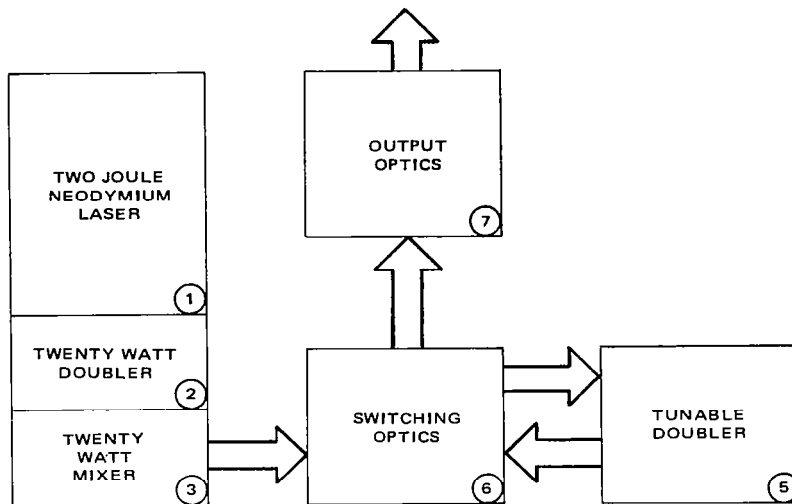 TWO JOULE
NEODYMIUM
LASER
1
TWENTY WATT
DOUBLER
2
TWENTY
WATT
MIXER
3
OUTPUT
OPTICS
7
SWITCHING
OPTICS
6
TUNABLE
DOUBLER
5